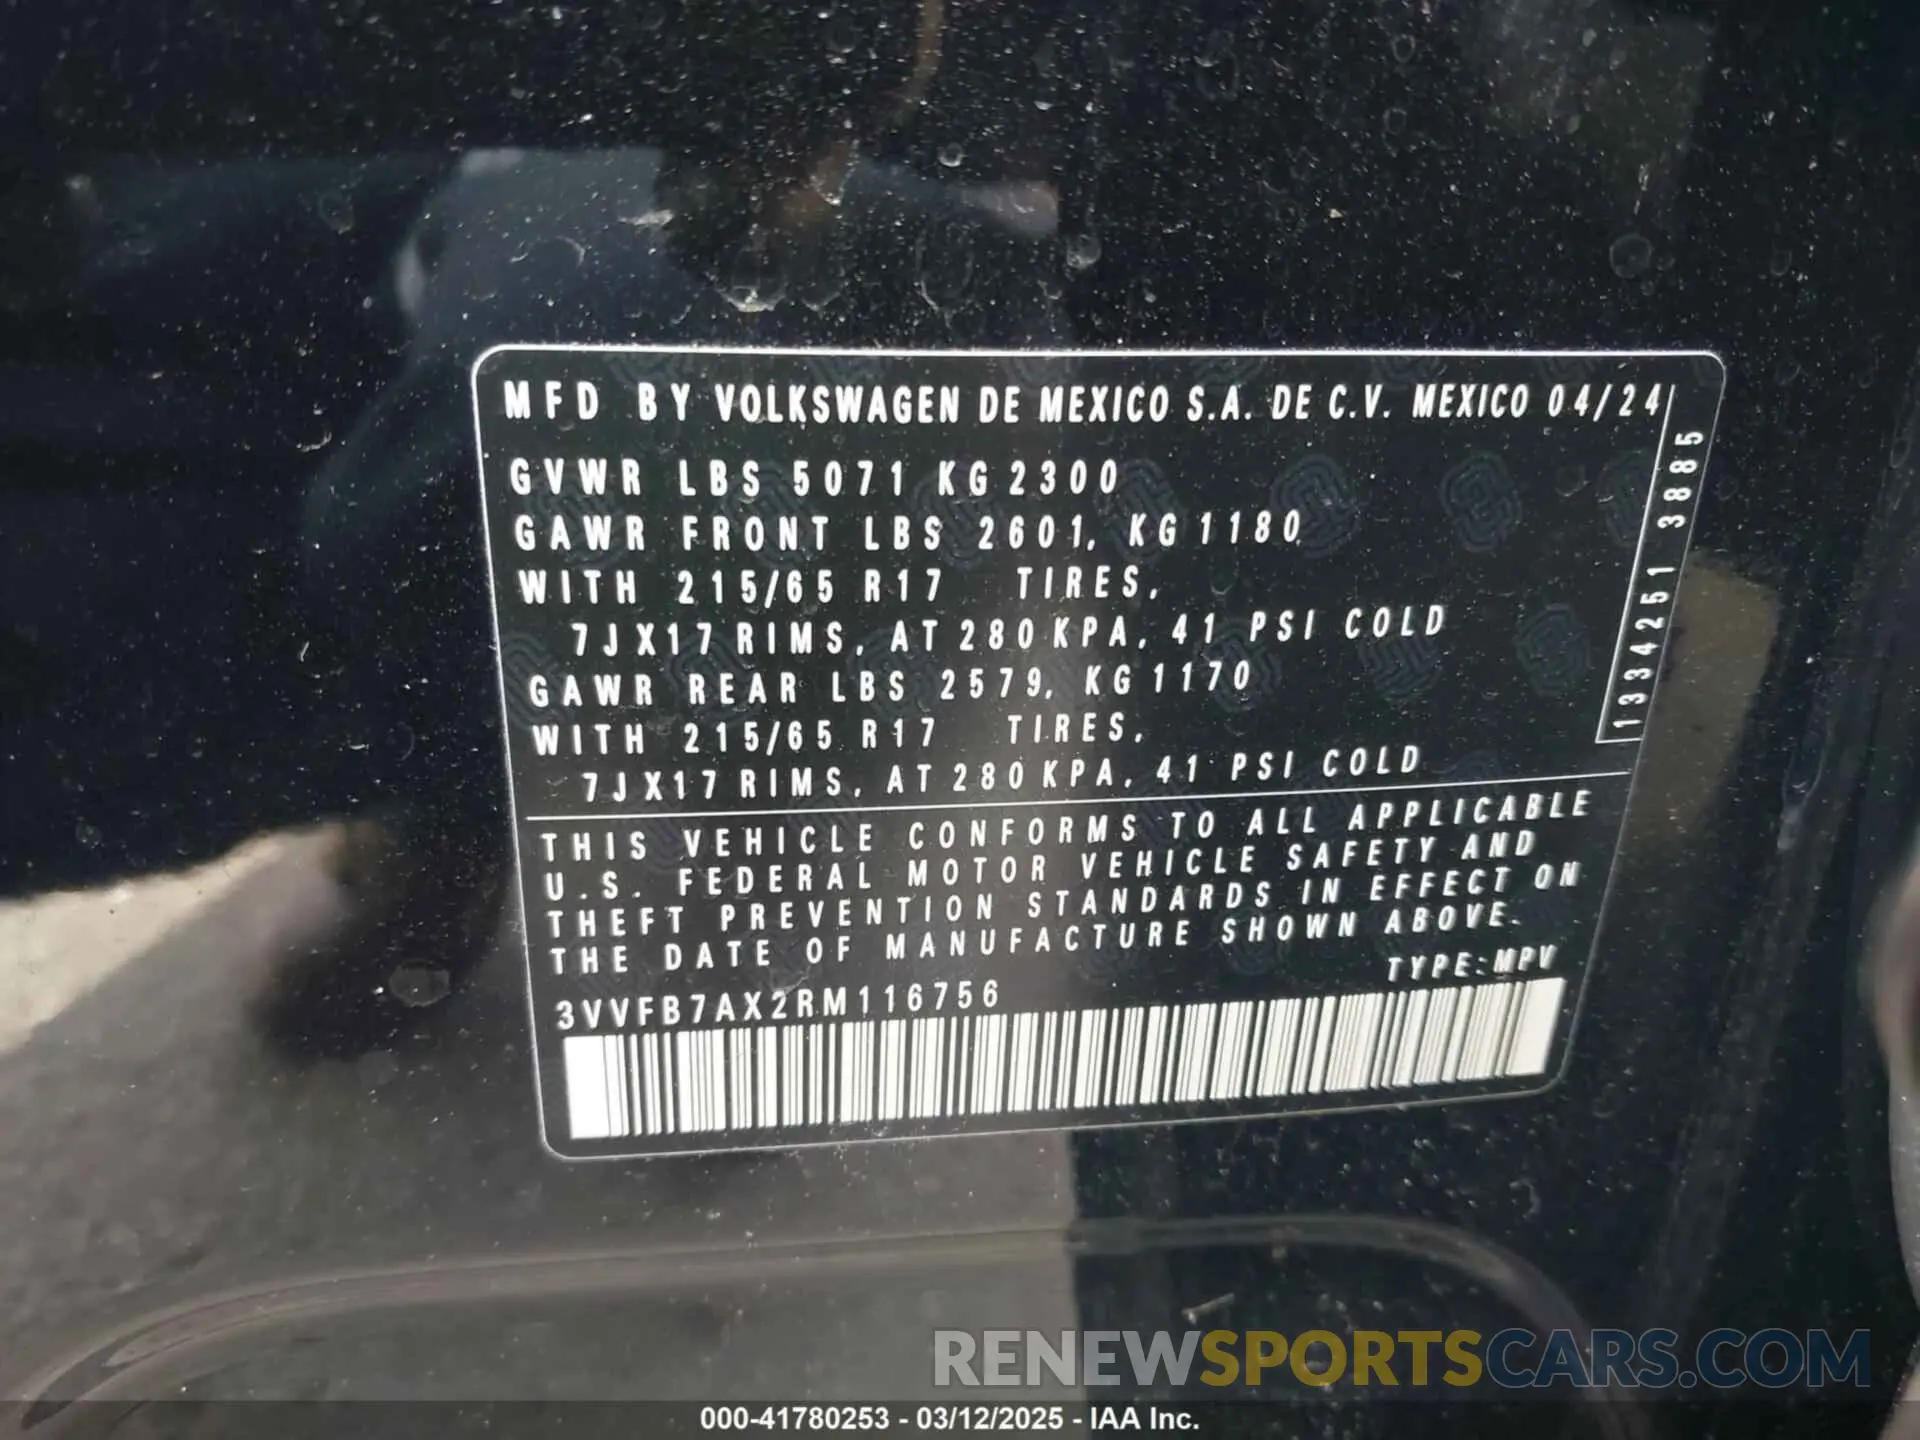 MFD BY VOLKSWAGEN DE MEXICO S.A. DE C.V. MEXICO 04/24
GVWR LBS 5071 KG 2300
GAWR FRONT LBS 2601, KG 1180
WITH 215/65 R17 TIRES,
7JX17 RIMS, AT 280 KPA, 41 PSI COLD
GAWR REAR LBS 2579, KG 1170
WITH 215/65 R17 TIRES,
7JX17 RIMS, AT 280 KPA, 41 PSI COLD
1334251 3885
THIS VEHICLE CONFORMS TO ALL APPLICABLE
U.S. FEDERAL MOTOR VEHICLE SAFETY AND
THEFT PREVENTION STANDARDS IN EFFECT ON
THE DATE OF MANUFACTURE SHOWN ABOVE.
TYPE:MPV
3VVFB7AX2RM116756
RENEWSPORTSCARS.COM
000-41780253 - 03/12/2025 - IAA Inc.